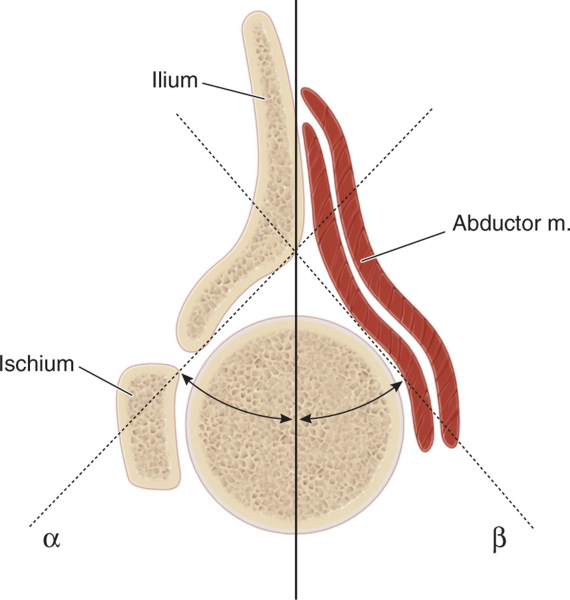 Ilium
Abductor m.
Ischium
α
β